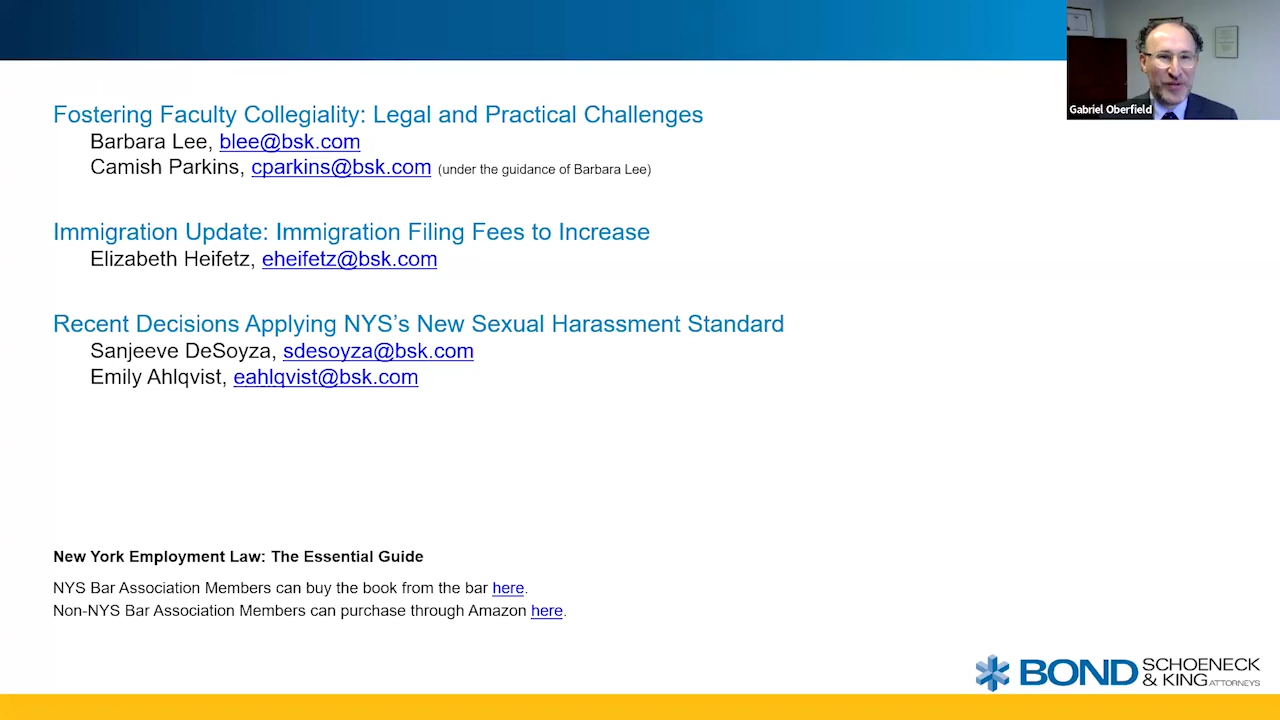 Gabriel Oberfield
Fostering Faculty Collegiality: Legal and Practical Challenges
Barbara Lee, blee@bsk.com
Camish Parkins, cparkins@bsk.com (under the guidance of Barbara Lee)
Immigration Update: Immigration Filing Fees to Increase
Elizabeth Heifetz, eheifetz@bsk.com
Recent Decisions Applying NYS’s New Sexual Harassment Standard
Sanjeeve DeSoyza, sdesoyza@bsk.com
Emily Ahlqvist, eahlqvist@bsk.com
New York Employment Law: The Essential Guide
NYS Bar Association Members can buy the book from the bar here.
Non-NYS Bar Association Members can purchase through Amazon here.
BOND SCHOENECK
& KING ATTORNEYS